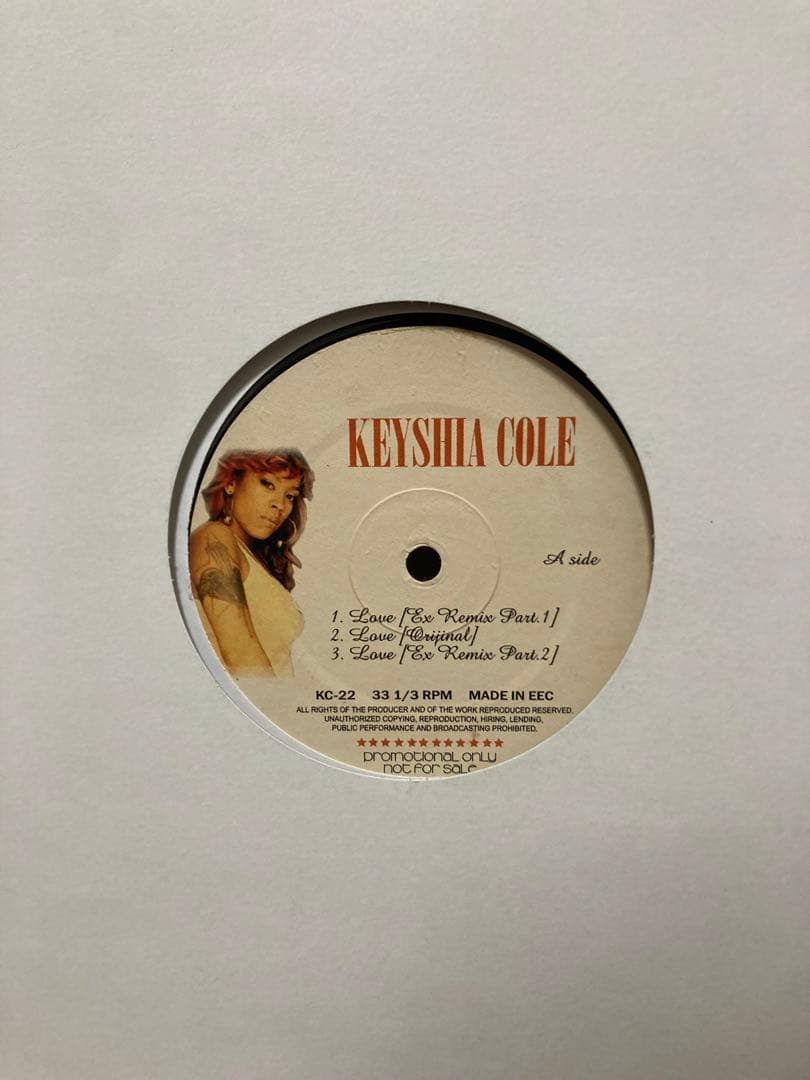 KEYSHIA COLE
A side
1. Love [Ex Remix Part.1]
2. Love [Orijinal]
3. Love [Ex Remix Part.2]
KC-22 33 1/3 RPM MADE IN EEC
ALL RIGHTS OF THE PRODUCER AND OF THE WORK REPRODUCED RESERVED.
UNAUTHORIZED COPYING, REPRODUCTION, HIRING, LENDING,
PUBLIC PERFORMANCE AND BROADCASTING PROHIBITED.
promotional only
not for sale